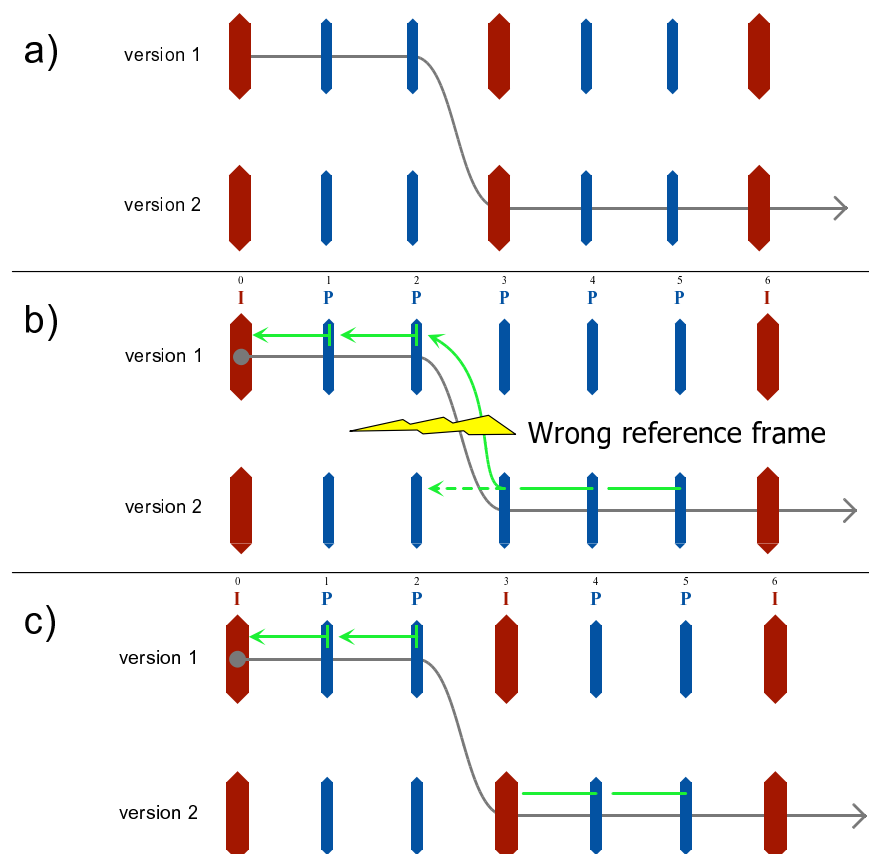 a)
version 1
version 2
0 1 2 3 4 5 6
I P P P P P I
b)
version 1
Wrong reference frame
version 2
0 1 2 3 4 5 6
I P P I P P I
c)
version 1
version 2